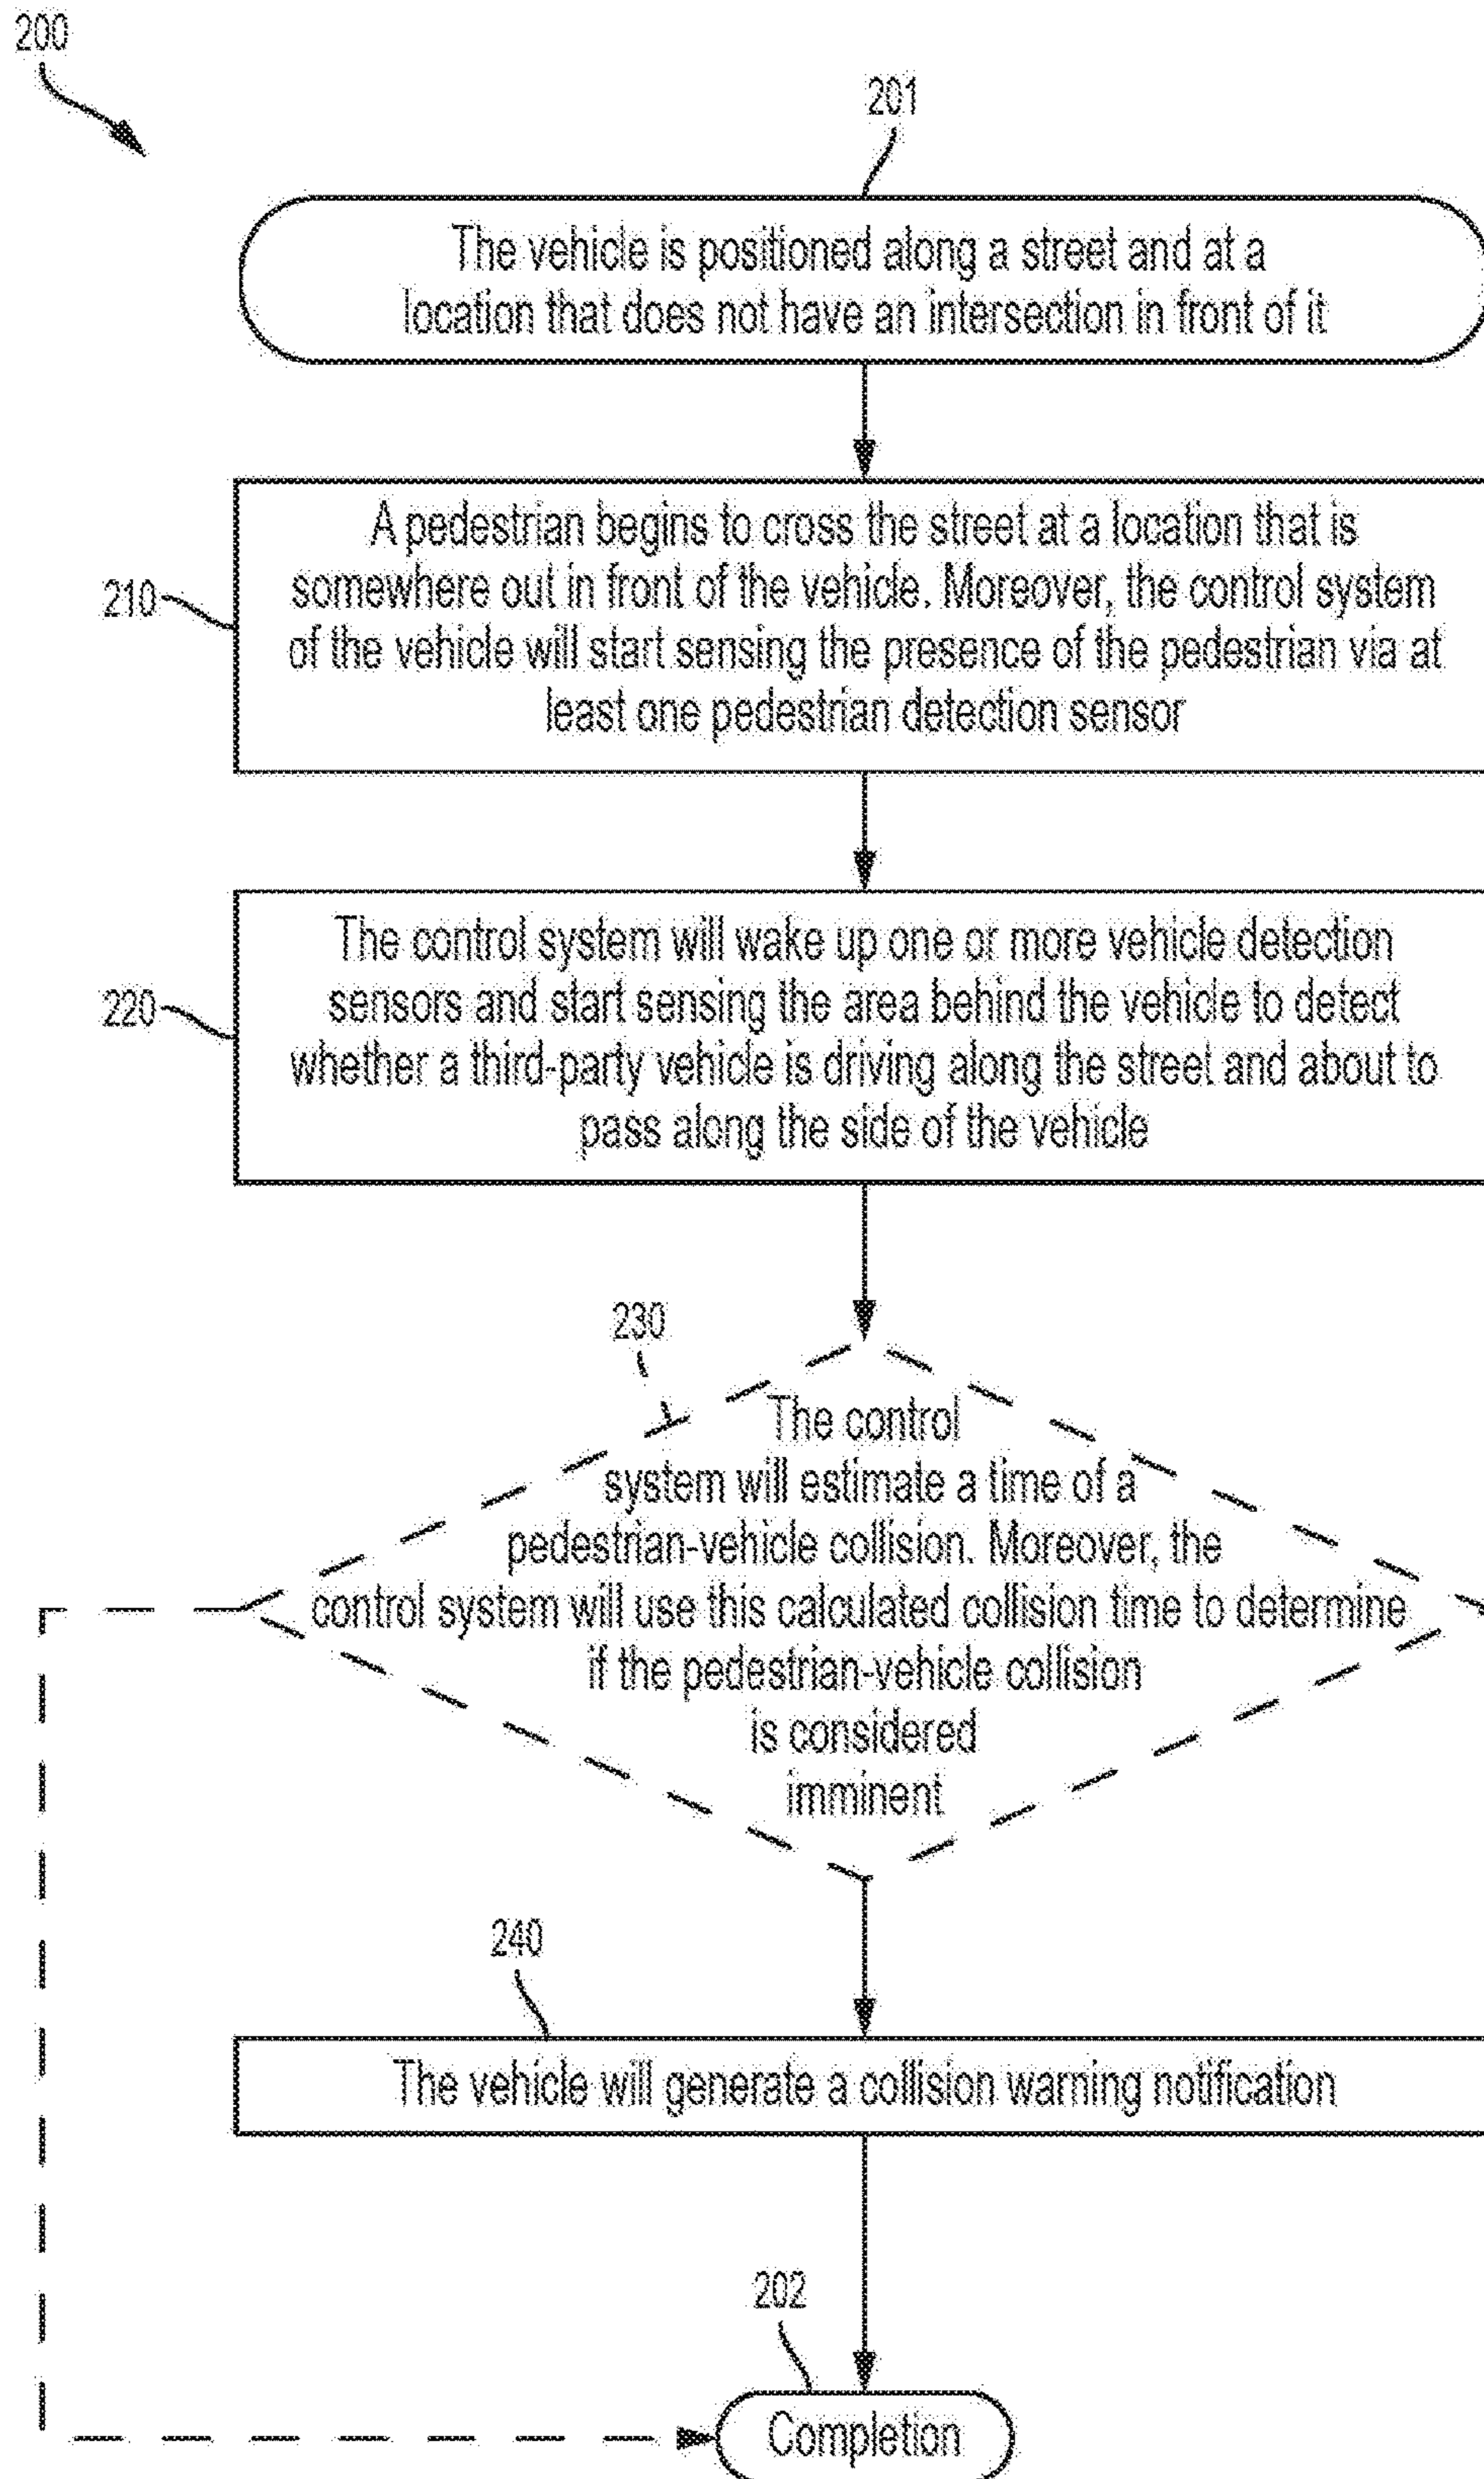 200
201
The vehicle is positioned along a street and at a
location that does not have an intersection in front of it
A pedestrian begins to cross the street at a location that is
somewhere out in front of the vehicle. Moreover, the control system
of the vehicle will start sensing the presence of the pedestrian via at
least one pedestrian detection sensor
210
The control system will wake up one or more vehicle detection
sensors and start sensing the area behind the vehicle to detect
whether a third-party vehicle is driving along the street and about to
pass along the side of the vehicle
220
230
The control
system will estimate a time of a
pedestrian-vehicle collision. Moreover, the
control system will use this calculated collision time to determine
if the pedestrian-vehicle collision
is considered
imminent
240
The vehicle will generate a collision warning notification
202
Completion